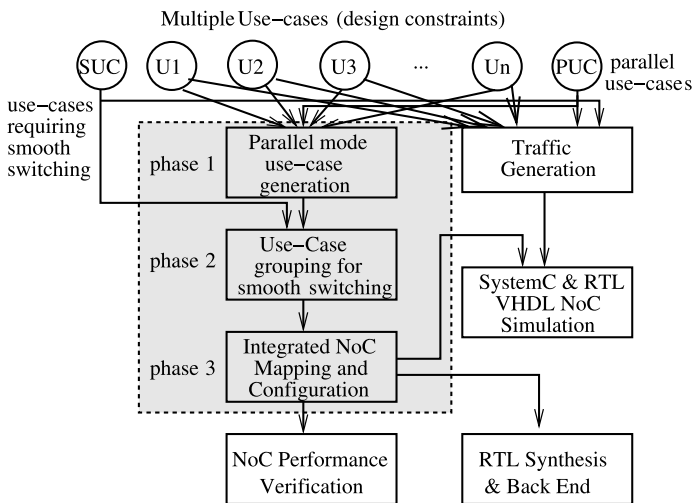 Multiple Use-cases (design constraints)
SUC
U1
U2
U3
...
Un
PUC
parallel
use-cases
use-cases
requiring
smooth
switching
phase 1
Parallel mode
use-case
generation
Traffic
Generation
phase 2
Use-Case
grouping for
smooth switching
SystemC & RTL
VHDL NoC
Simulation
phase 3
Integrated NoC
Mapping and
Configuration
NoC Performance
Verification
RTL Synthesis
& Back End